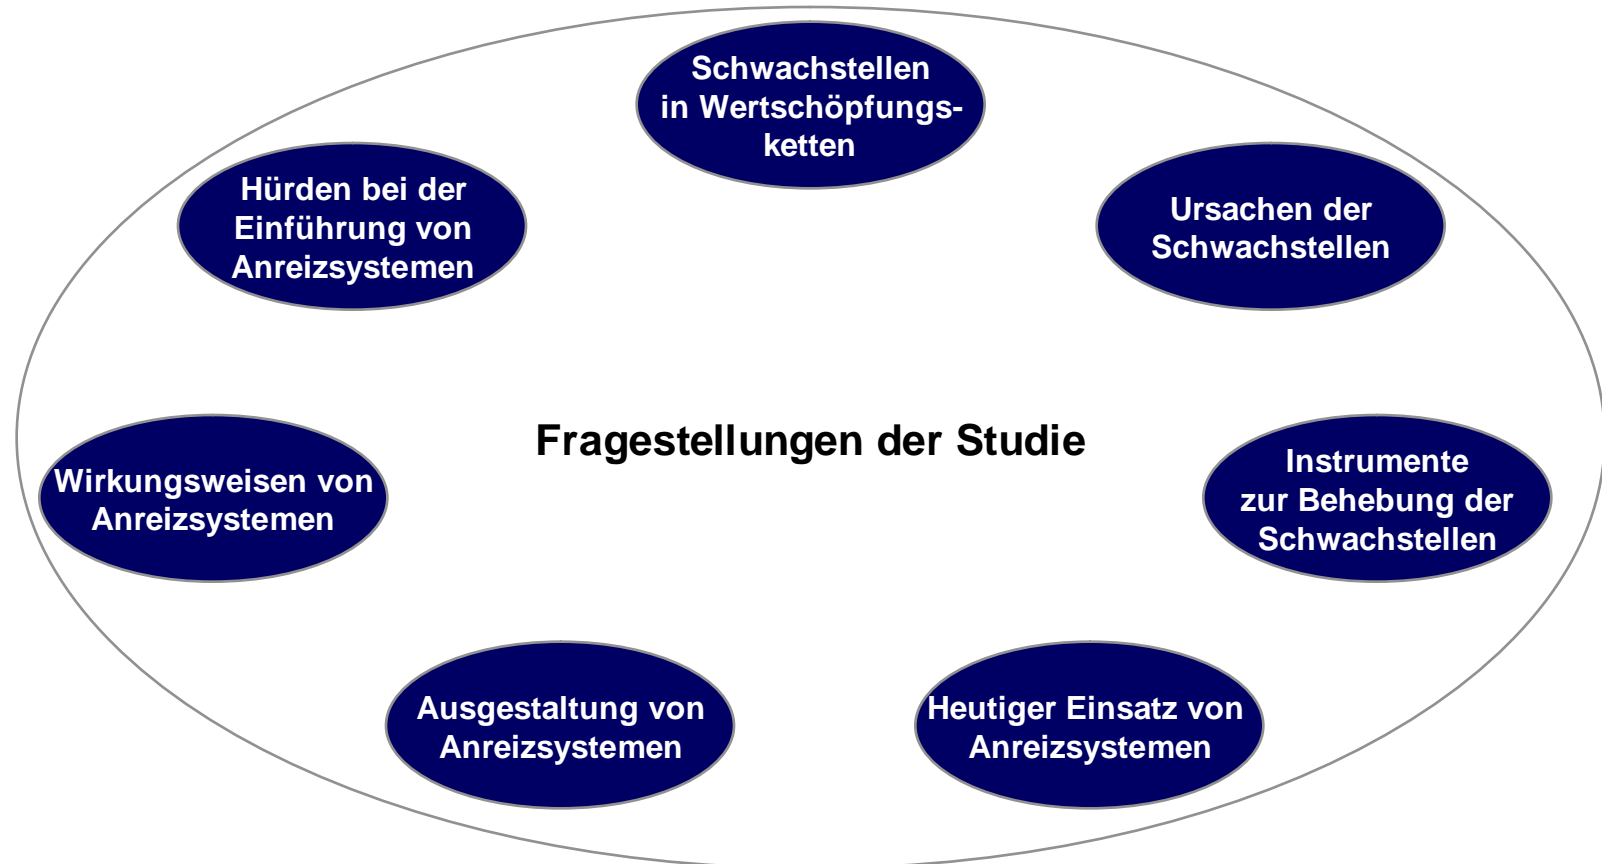 Schwachstellen
in Wertschöpfungs-
ketten
Hürden bei der
Einführung von
Anreizsystemen
Ursachen der
Schwachstellen
Fragestellungen der Studie
Wirkungsweisen von
Anreizsystemen
Instrumente
zur Behebung der
Schwachstellen
Ausgestaltung von
Anreizsystemen
Heutiger Einsatz von
Anreizsystemen